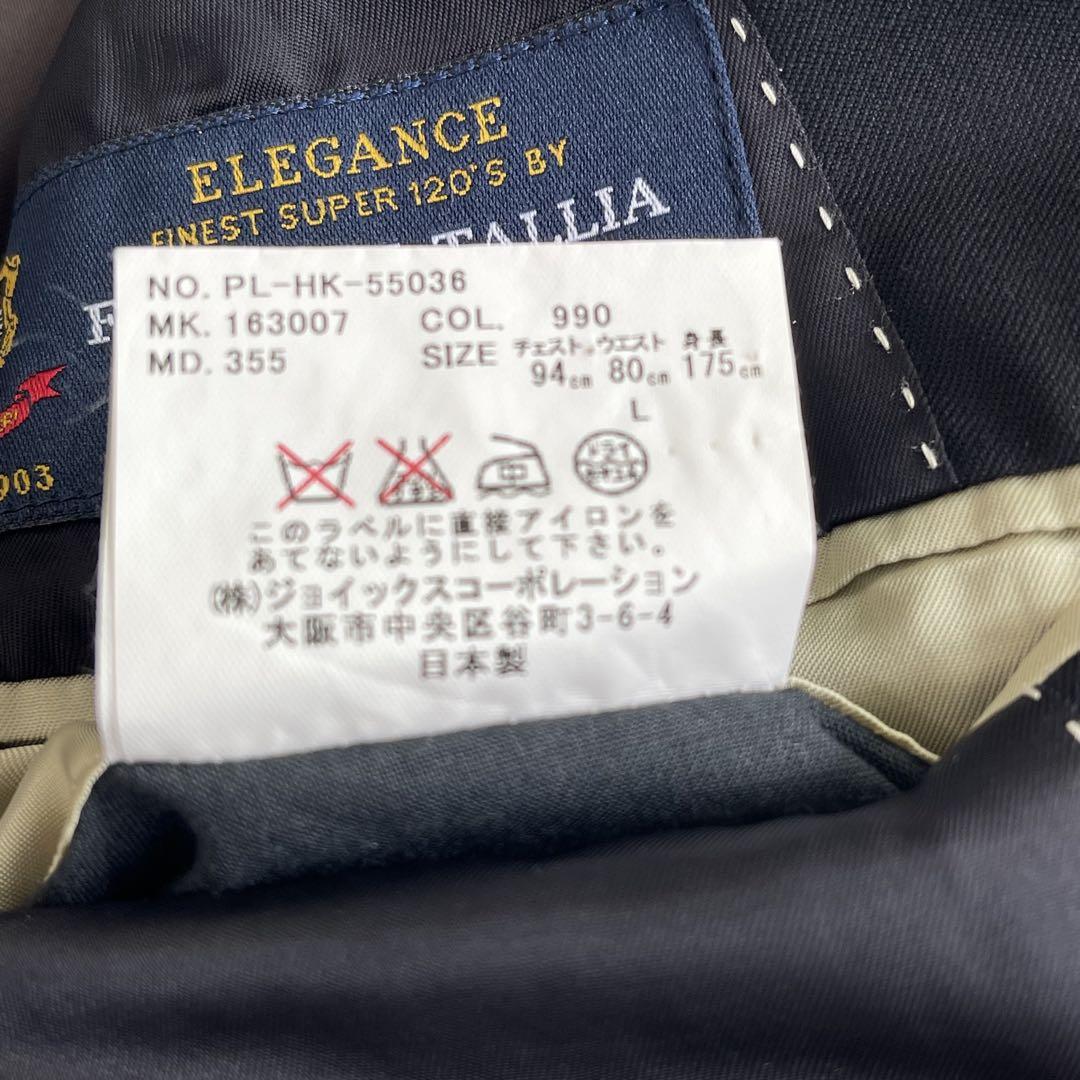 ELEGANCE
FINEST SUPER 120'S BY
TALLIA
903
NO. PL-HK-55036
MK. 163007 COL. 990
MD. 355 SIZE チェスト ウエスト 身長
94cm 80cm 175cm
L
中 ドライ
このラベルに直接アイロンを
あてないようにして下さい。
(株)ジョイックスコーポレーション
大阪市中央区谷町3-6-4
日本製